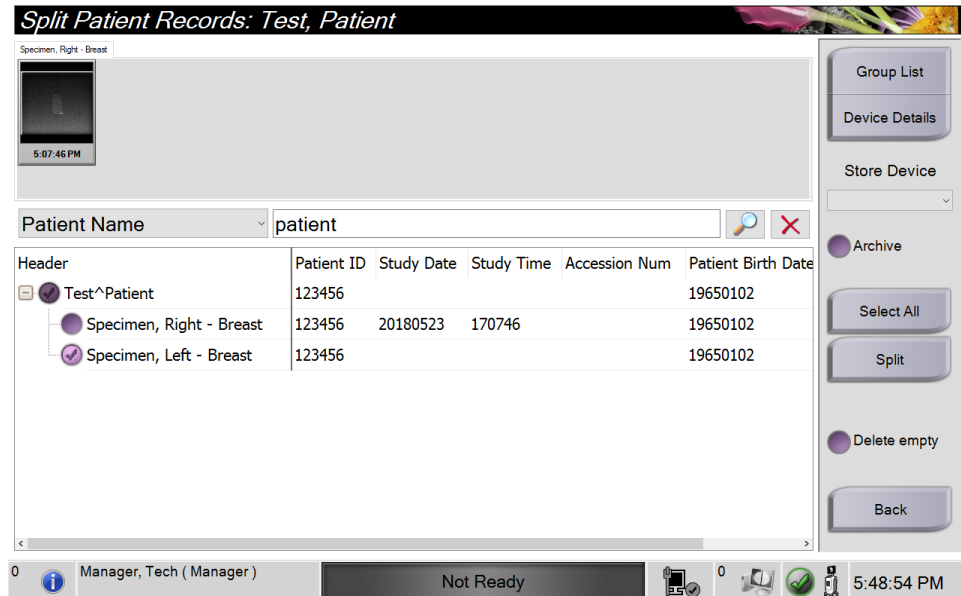 Split Patient Records: Test, Patient
Specimen, Right - Breast
5:07:46 PM
Group List
Device Details
Store Device
Archive
Patient Name patient
Header Patient ID Study Date Study Time Accession Num Patient Birth Date
Test^Patient 123456 19650102
Specimen, Right - Breast 123456 20180523 170746 19650102
Specimen, Left - Breast 123456 19650102
Select All
Split
Delete empty
Back
0 Manager, Tech ( Manager ) Not Ready 0 5:48:54 PM